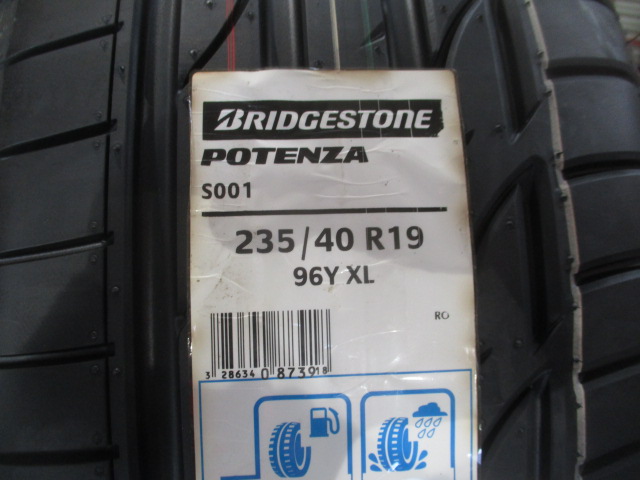 BRIDGESTONE
POTENZA
S001
235/40 R19
96Y XL
RO
3 286340 873918